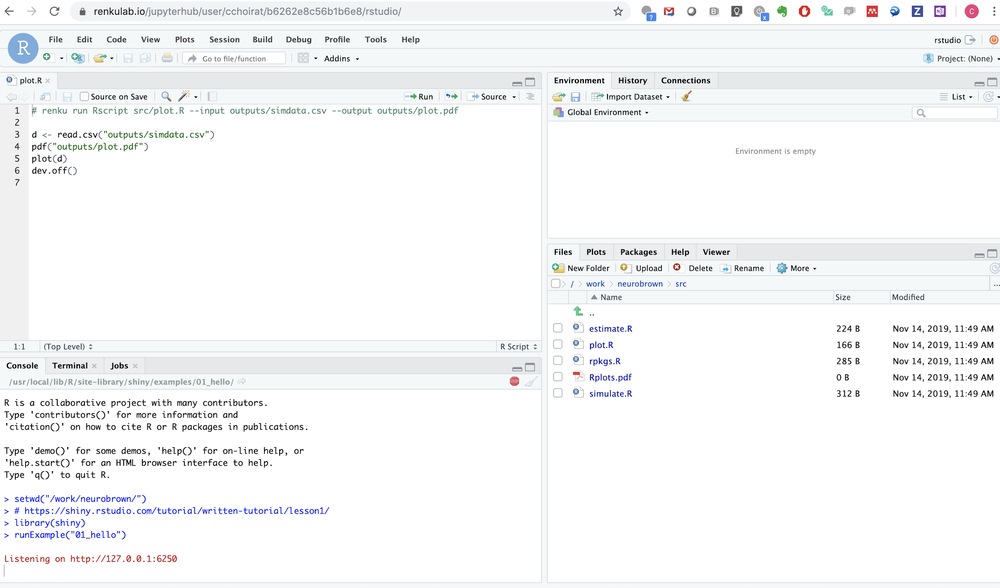 renkulab.io/jupyterhub/user/cchoirat/b6262e8c56b1b6e8/rstudio/
File Edit Code View Plots Session Build Debug Profile Tools Help
rstudio
Go to file/function
Addins
Project: (None)
plot.R
Source on Save
Run
Source
1 # renku run Rscript src/plot.R --input outputs/simdata.csv --output outputs/plot.pdf
2
3 d <- read.csv("outputs/simdata.csv")
4 pdf("outputs/plot.pdf")
5 plot(d)
6 dev.off()
7
1:1 (Top Level) R Script
Console Terminal Jobs
/usr/local/lib/R/site-library/shiny/examples/01_hello/
STOP
R is a collaborative project with many contributors.
Type 'contributors()' for more information and
'citation()' on how to cite R or R packages in publications.
Type 'demo()' for some demos, 'help()' for on-line help, or
'help.start()' for an HTML browser interface to help.
Type 'q()' to quit R.
> setwd("/work/neurobrown/")
> # https://shiny.rstudio.com/tutorial/written-tutorial/lesson1/
> library(shiny)
> runExample("01_hello")
Listening on http://127.0.0.1:6250
Environment History Connections
Import Dataset
List
Global Environment
Environment is empty
Files Plots Packages Help Viewer
New Folder Upload Delete Rename More
/ work neurobrown src
...
Name Size Modified
..
estimate.R 224 B Nov 14, 2019, 11:49 AM
plot.R 166 B Nov 14, 2019, 11:49 AM
rpkgs.R 285 B Nov 14, 2019, 11:49 AM
Rplots.pdf 0 B Nov 14, 2019, 11:49 AM
simulate.R 312 B Nov 14, 2019, 11:49 AM